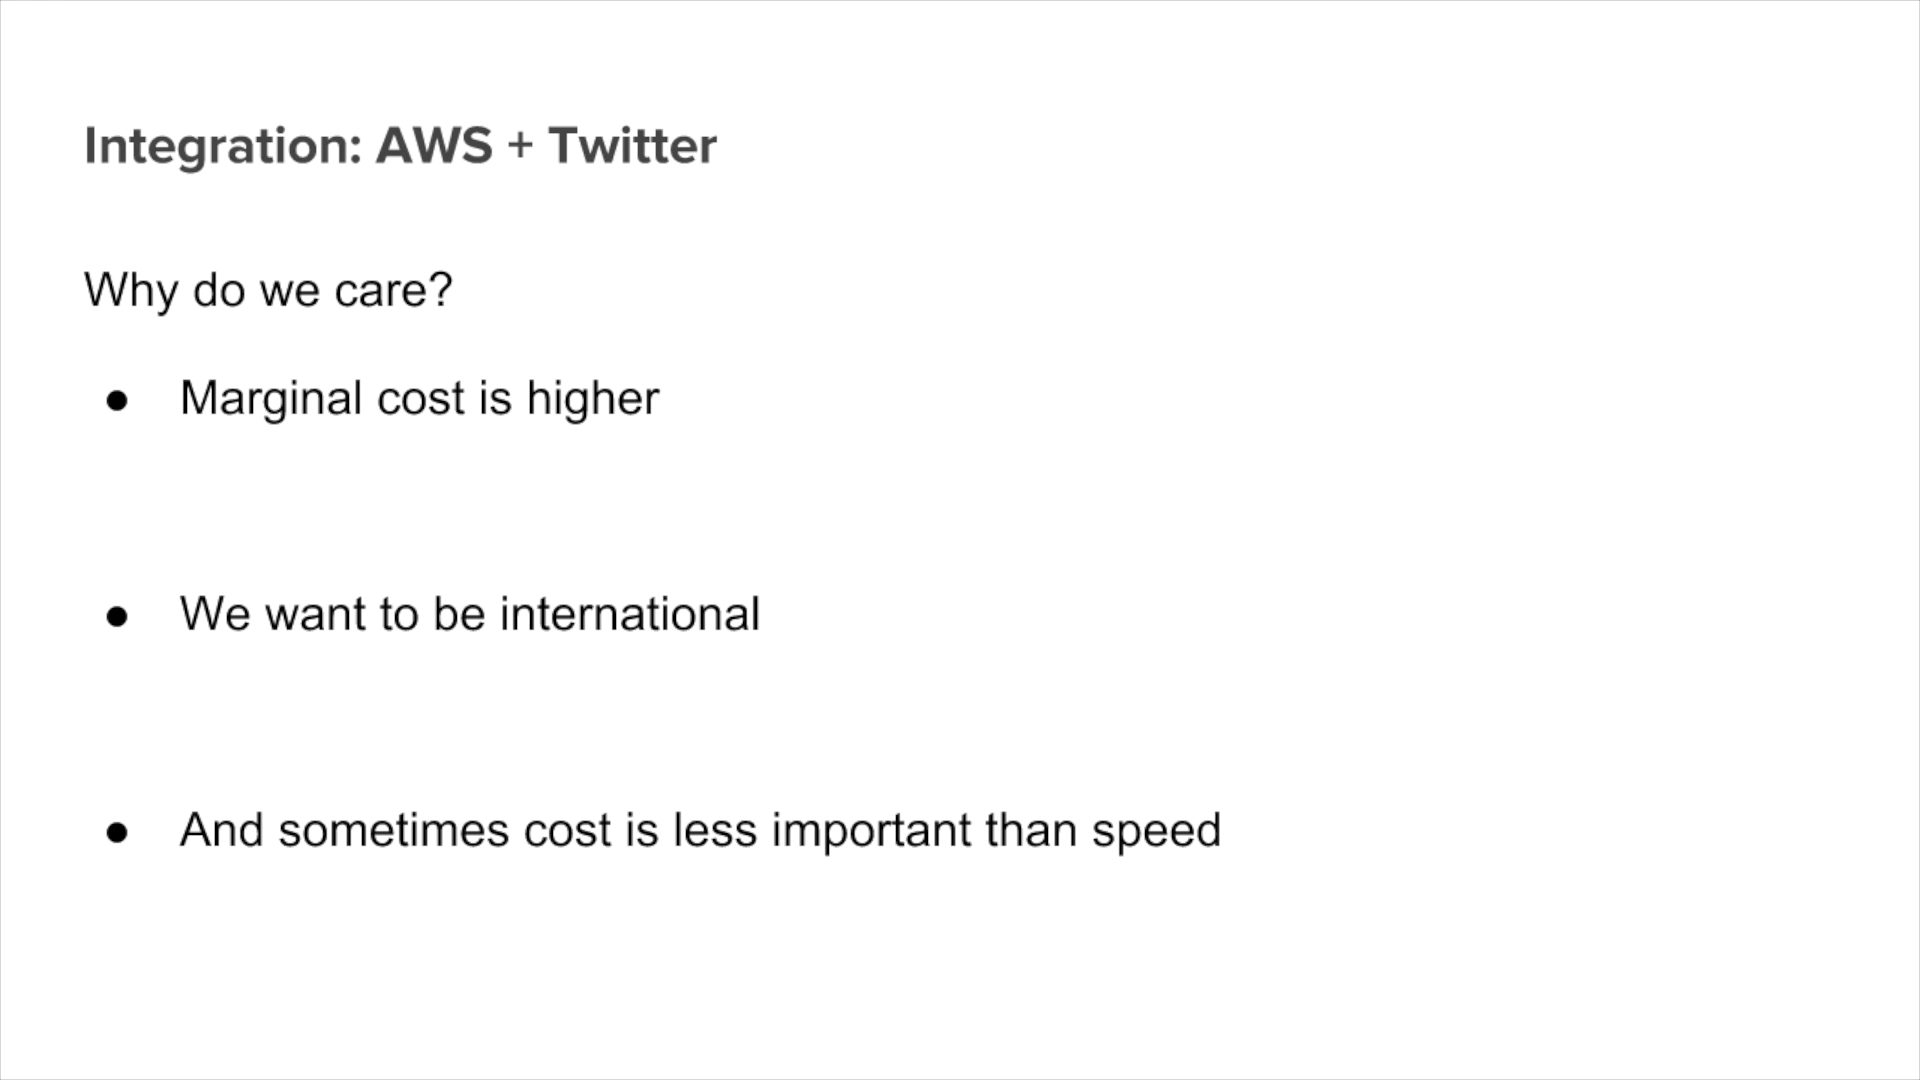 Integration: AWS + Twitter
Why do we care?
● Marginal cost is higher
● We want to be international
● And sometimes cost is less important than speed